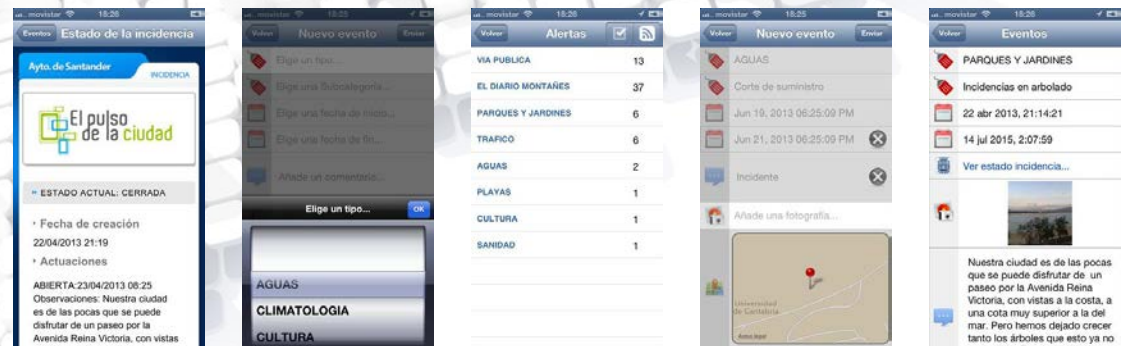 movistar 18:26
Eventos Estado de la incidencia
Ayto. de Santander
INCIDENCIA
El pulso
de la ciudad
ESTADO ACTUAL: CERRADA
Fecha de creación
22/04/2013 21:19
Actuaciones
ABIERTA:23/04/2013 08:25
Observaciones: Nuestra ciudad
es de las pocas que se puede
disfrutar de un paseo por la
Avenida Reina Victoria, con vistas
movistar 18:25
Volver Nuevo evento Enviar
Elige un tipo...
Elige una Subcategoría...
Elige una fecha de inicio...
Elige una fecha de fin...
Añade un comentario...
Elige un tipo... OK
AGUAS
CLIMATOLOGIA
CULTURA
movistar 18:26
Volver Alertas
VIA PUBLICA 13
EL DIARIO MONTAÑES 37
PARQUES Y JARDINES 6
TRAFICO 6
AGUAS 2
PLAYAS 1
CULTURA 1
SANIDAD 1
movistar 18:25
Volver Nuevo evento Enviar
AGUAS
Corte de suministro
Jun 19, 2013 06:25:09 PM
Jun 21, 2013 06:25:09 PM
Incidente
Añade una fotografía...
Universidad
de Cantabria
Aviso legal
movistar 18:26
Volver Eventos
PARQUES Y JARDINES
Incidencias en arbolado
22 abr 2013, 21:14:21
14 jul 2015, 2:07:59
Ver estado incidencia...
Nuestra ciudad es de las pocas
que se puede disfrutar de un
paseo por la Avenida Reina
Victoria, con vistas a la costa, a
una cota muy superior a la del
mar. Pero hemos dejado crecer
tanto los árboles que esto ya no